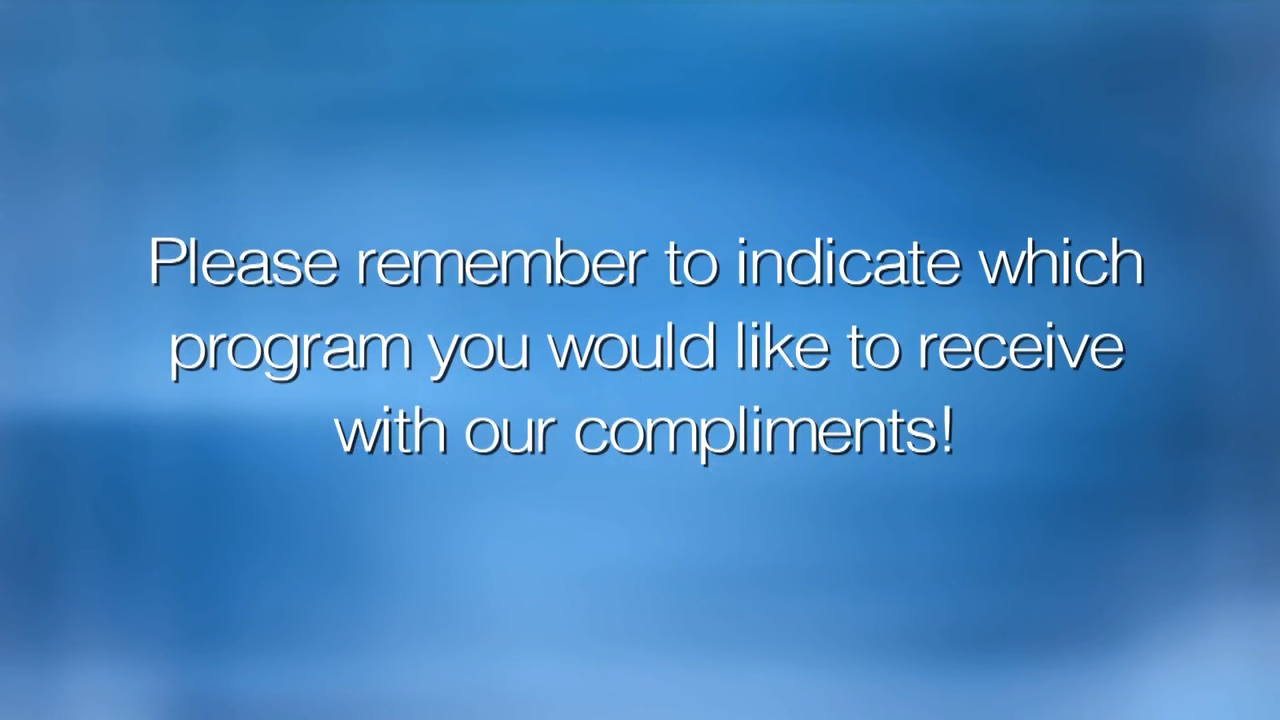 Please remember to indicate which
program you would like to receive
with our compliments!